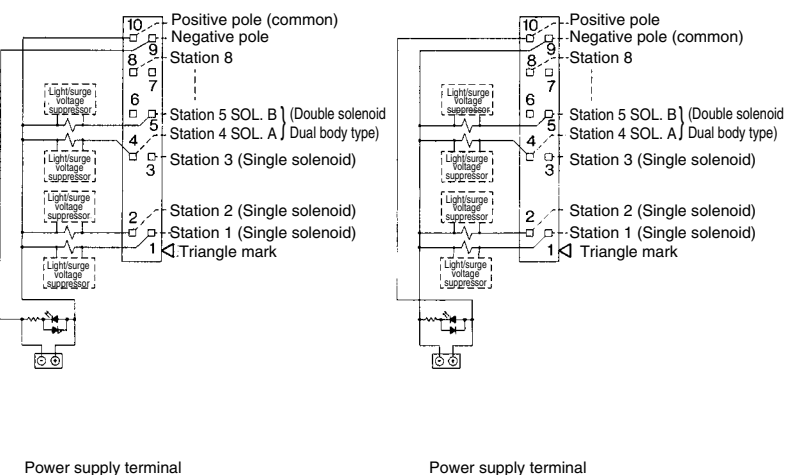 10 Positive pole (common)
Negative pole
9
8 Station 8
7
Light/surge
voltage
suppressor
6
Station 5 SOL. B } (Double solenoid
5
Station 4 SOL. A } Dual body type)
4
Light/surge
voltage
suppressor
Station 3 (Single solenoid)
3
Light/surge
voltage
suppressor
2 Station 2 (Single solenoid)
Station 1 (Single solenoid)
1 Triangle mark
Light/surge
voltage
suppressor
Power supply terminal
10 Positive pole
Negative pole (common)
9
8 Station 8
7
Light/surge
voltage
suppressor
6
Station 5 SOL. B } (Double solenoid
5
Station 4 SOL. A } Dual body type)
4
Light/surge
voltage
suppressor
Station 3 (Single solenoid)
3
Light/surge
voltage
suppressor
2 Station 2 (Single solenoid)
Station 1 (Single solenoid)
1 Triangle mark
Light/surge
voltage
suppressor
Power supply terminal